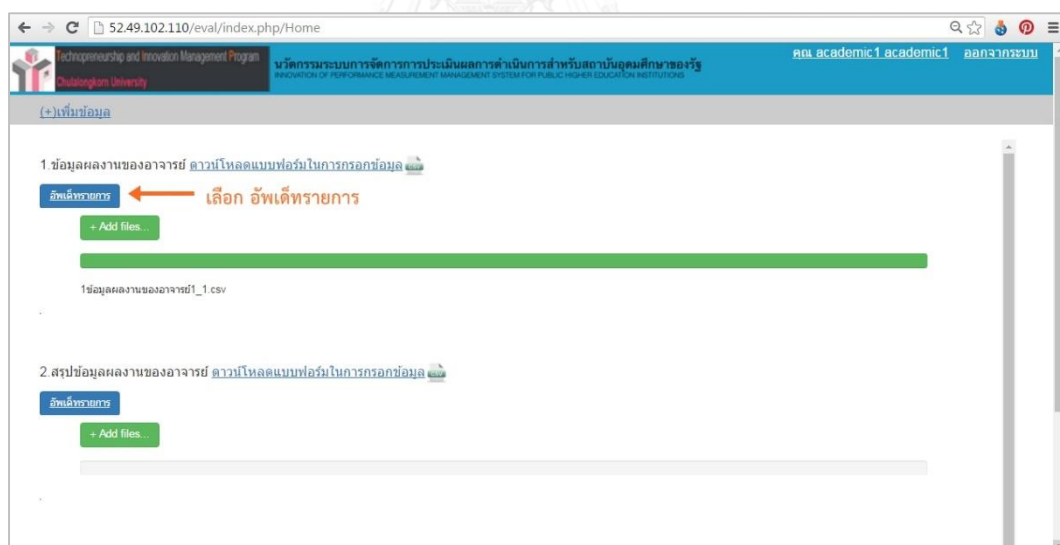 52.49.102.110/eval/index.php/Home
Technopreneurship and Innovation Management Program
Chulalongkorn University
นวัตกรรมระบบการจัดการการประเมินผลการดำเนินการสำหรับสถาบันอุดมศึกษาของรัฐ
INNOVATION OF PERFORMANCE MEASUREMENT MANAGEMENT SYSTEM FOR PUBLIC HIGHER EDUCATION INSTITUTIONS
คุณ academic1 academic1 ออกจากระบบ
(+)เพิ่มข้อมูล
1.ข้อมูลผลงานของอาจารย์ ดาวน์โหลดแบบฟอร์มในการกรอกข้อมูล
อัพเด็ทรายการ
เลือก อัพเด็ทรายการ
+ Add files...
1ข้อมูลผลงานของอาจารย์1_1.csv
2.สรุปข้อมูลผลงานของอาจารย์ ดาวน์โหลดแบบฟอร์มในการกรอกข้อมูล
อัพเด็ทรายการ
+ Add files...